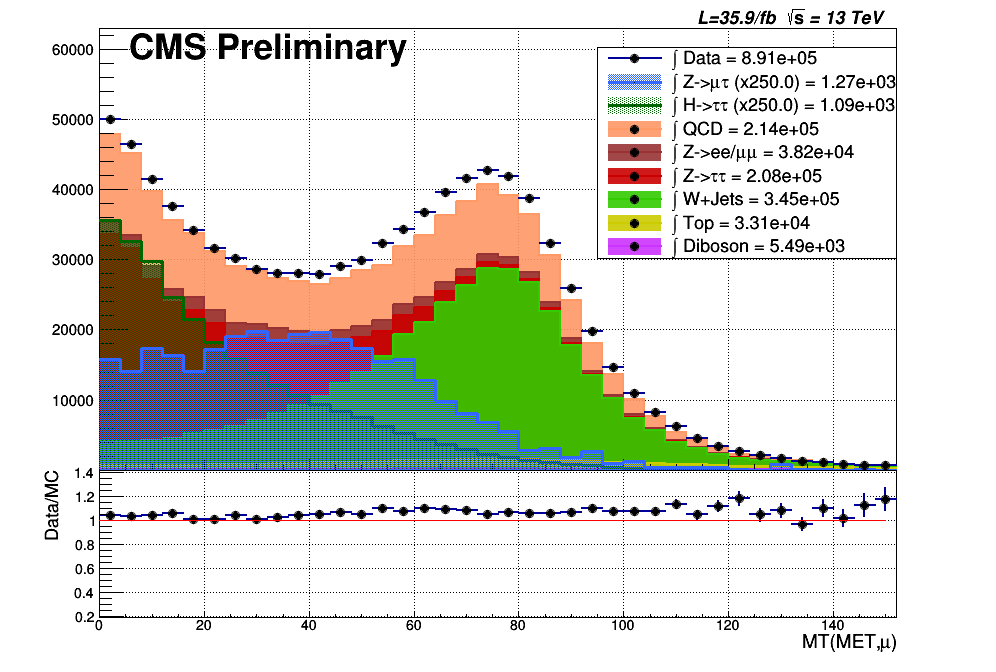 L=35.9/fb √s = 13 TeV
CMS Preliminary
∫ Data = 8.91e+05
∫ Z->μτ (x250.0) = 1.27e+03
∫ H->ττ (x250.0) = 1.09e+03
∫ QCD = 2.14e+05
∫ Z->ee/μμ = 3.82e+04
∫ Z->ττ = 2.08e+05
∫ W+Jets = 3.45e+05
∫ Top = 3.31e+04
∫ Diboson = 5.49e+03
60000
50000
40000
30000
20000
10000
Data/MC
1.4
1.2
1
0.8
0.6
0.4
0.2
0 20 40 60 80 100 120 140
MT(MET,μ)